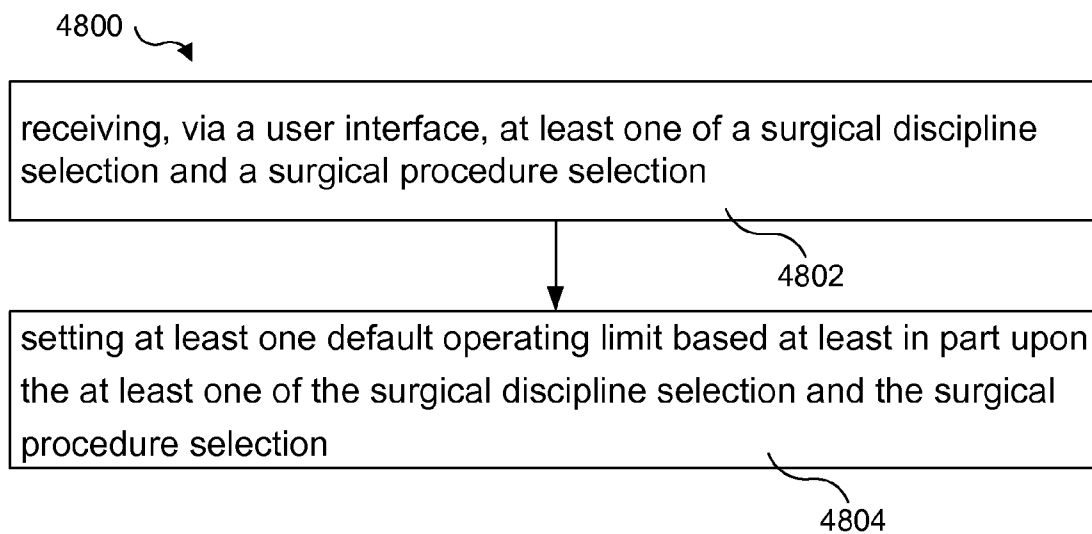 4800
receiving, via a user interface, at least one of a surgical discipline
selection and a surgical procedure selection
4802
setting at least one default operating limit based at least in part upon
the at least one of the surgical discipline selection and the surgical
procedure selection
4804